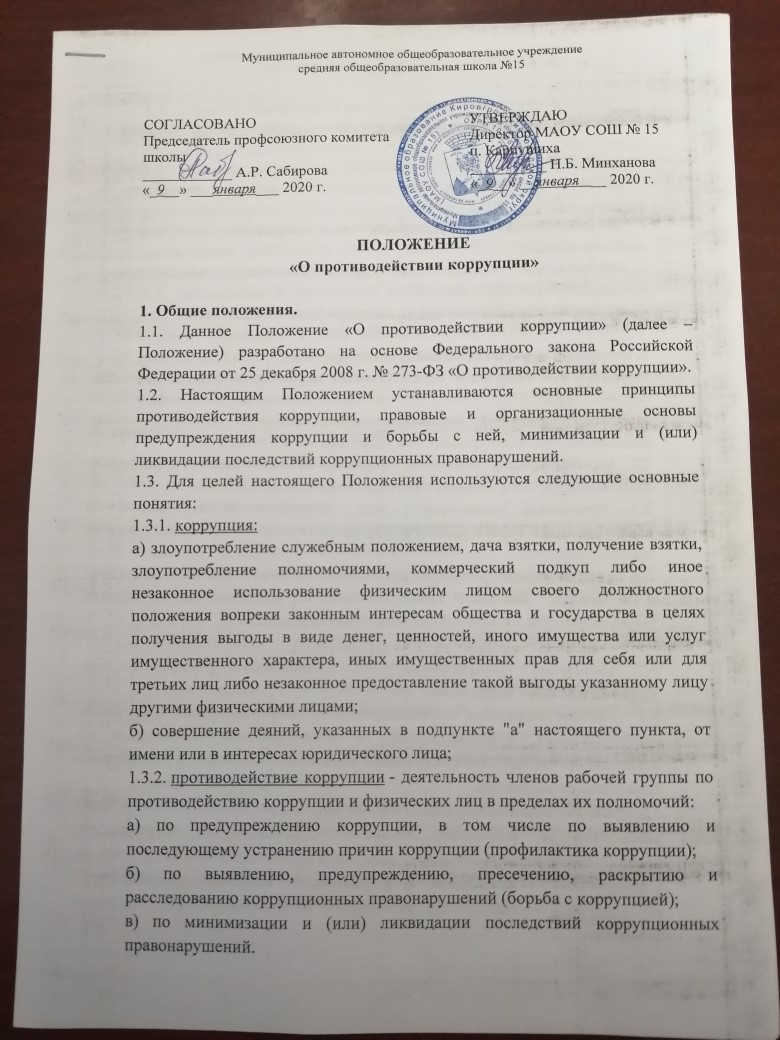 Муниципальное автономное общеобразовательное учреждение
средняя общеобразовательная школа №15
СОГЛАСОВАНО
Председатель профсоюзного комитета
школы
А.Р. Сабирова
« 9 » января 2020 г.
УТВЕРЖДАЮ
Директор МАОУ СОШ № 15
п. Карпушиха
Н.Б. Минханова
« 9 » января 2020 г.
ПОЛОЖЕНИЕ
«О противодействии коррупции»
1. Общие положения.
1.1. Данное Положение «О противодействии коррупции» (далее –
Положение) разработано на основе Федерального закона Российской
Федерации от 25 декабря 2008 г. № 273-ФЗ «О противодействии коррупции».
1.2. Настоящим Положением устанавливаются основные принципы
противодействия коррупции, правовые и организационные основы
предупреждения коррупции и борьбы с ней, минимизации и (или)
ликвидации последствий коррупционных правонарушений.
1.3. Для целей настоящего Положения используются следующие основные
понятия:
1.3.1. коррупция:
а) злоупотребление служебным положением, дача взятки, получение взятки,
злоупотребление полномочиями, коммерческий подкуп либо иное
незаконное использование физическим лицом своего должностного
положения вопреки законным интересам общества и государства в целях
получения выгоды в виде денег, ценностей, иного имущества или услуг
имущественного характера, иных имущественных прав для себя или для
третьих лиц либо незаконное предоставление такой выгоды указанному лицу
другими физическими лицами;
б) совершение деяний, указанных в подпункте "а" настоящего пункта, от
имени или в интересах юридического лица;
1.3.2. противодействие коррупции - деятельность членов рабочей группы по
противодействию коррупции и физических лиц в пределах их полномочий:
а) по предупреждению коррупции, в том числе по выявлению и
последующему устранению причин коррупции (профилактика коррупции);
б) по выявлению, предупреждению, пресечению, раскрытию и
расследованию коррупционных правонарушений (борьба с коррупцией);
в) по минимизации и (или) ликвидации последствий коррупционных
правонарушений.